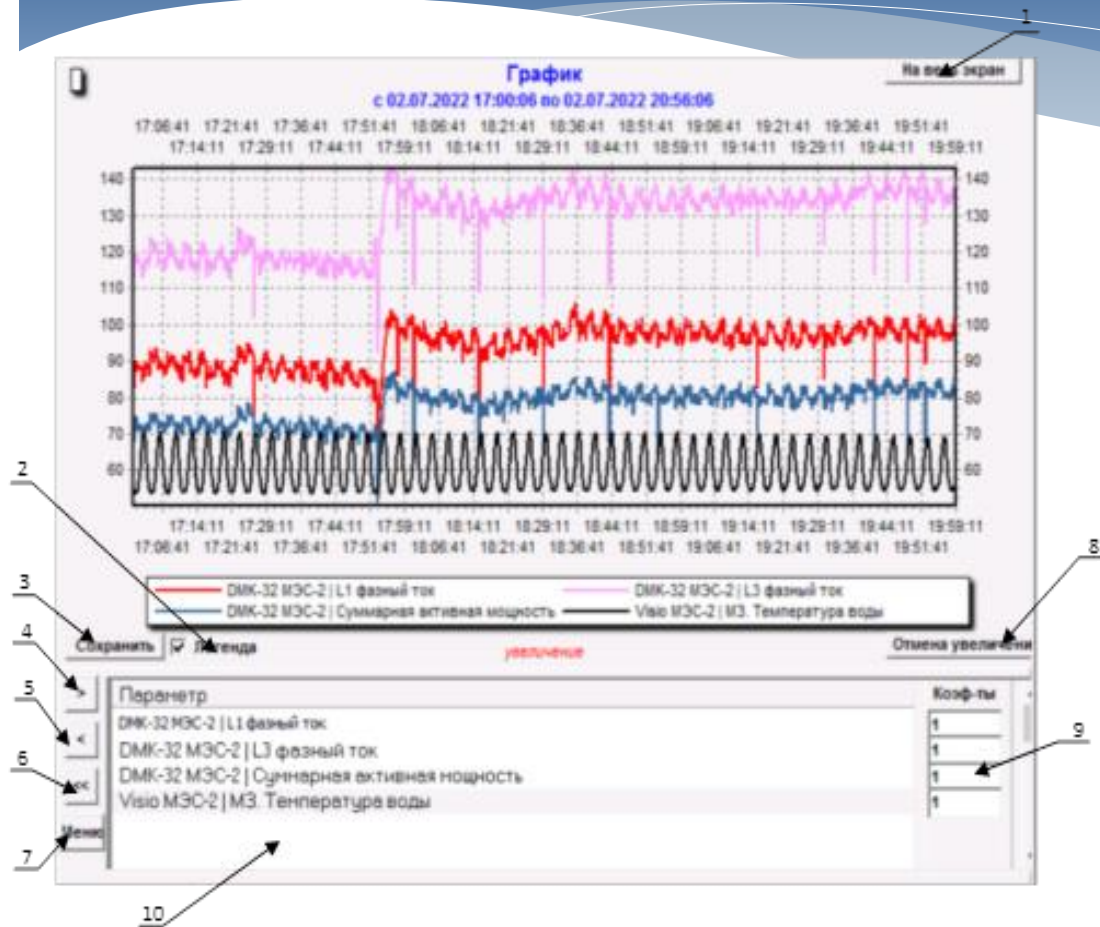 1
На весь экран
График
с 02.07.2022 17:00:06 по 02.07.2022 20:56:06
17:06:41 17:21:41 17:36:41 17:51:41 18:06:41 18:21:41 18:36:41 18:51:41 19:06:41 19:21:41 19:36:41 19:51:41
17:14:11 17:29:11 17:44:11 17:59:11 18:14:11 18:29:11 18:44:11 18:59:11 19:14:11 19:29:11 19:44:11 19:59:11
140 140
130 130
120 120
110 110
100 100
90 90
80 80
70 70
60 60
2
17:14:11 17:29:11 17:44:11 17:59:11 18:14:11 18:29:11 18:44:11 18:59:11 19:14:11 19:29:11 19:44:11 19:59:11
17:06:41 17:21:41 17:36:41 17:51:41 18:06:41 18:21:41 18:36:41 18:51:41 19:06:41 19:21:41 19:36:41 19:51:41
8
3
DMK-32 МЭС-2 | L1 фазный ток DMK-32 МЭС-2 | L3 фазный ток
DMK-32 МЭС-2 | Суммарная активная мощность Visio МЭС-2 | М3. Температура воды
4
Сохранить Легенда увеличение Отмена увеличени
5
> Параметр Коэф-ты
DMK-32 МЭС-2 | L1 фазный ток 1
< DMK-32 МЭС-2 | L3 фазный ток 1
9
6
<< DMK-32 МЭС-2 | Суммарная активная мощность 1
Visio МЭС-2 | М3. Температура воды 1
Меню
7
10